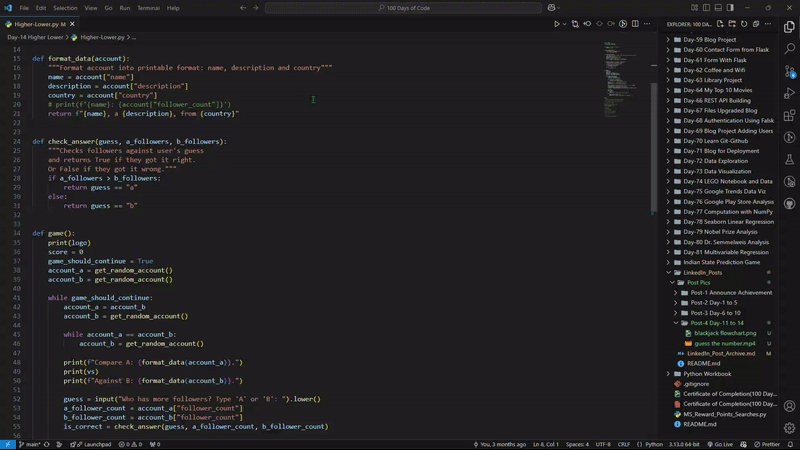 File Edit Selection View Go Run Terminal Help
100 Days of Code
Higher-Lower.py M
Day-14 Higher Lower > Higher-Lower.py > ...
14
15 def format_data(account):
16 """Format account into printable format: name, description and country"""
17 name = account["name"]
18 description = account["description"]
19 country = account["country"]
20 # print(f'{name}: {account["follower_count"]}')
21 return f"{name}, a {description}, from {country}"
22
23
24 def check_answer(guess, a_followers, b_followers):
25 """Checks followers against user's guess
26 and returns True if they got it right.
27 Or False if they got it wrong."""
28 if a_followers > b_followers:
29 return guess == "a"
30 else:
31 return guess == "b"
32
33
34 def game():
35 print(logo)
36 score = 0
37 game_should_continue = True
38 account_a = get_random_account()
39 account_b = get_random_account()
40
41 while game_should_continue:
42 account_a = account_b
43 account_b = get_random_account()
44
45 while account_a == account_b:
46 account_b = get_random_account()
47
48 print(f"Compare A: {format_data(account_a)}.")
49 print(vs)
50 print(f"Against B: {format_data(account_b)}.")
51
52 guess = input("Who has more followers? Type 'A' or 'B': ").lower()
53 a_follower_count = account_a["follower_count"]
54 b_follower_count = account_b["follower_count"]
55 is_correct = check_answer(guess, a_follower_count, b_follower_count)
56
EXPLORER: 100 DAYS...
Day-59 Blog Project
Day-60 Contact Form from Flask
Day-61 Form With Flask
Day-62 Coffee and Wifi
Day-63 Library Project
Day-64 My Top 10 Movies
Day-66 REST API Building
Day-67 Files Upgraded Blog
Day-68 Authentication Using Falsk
Day-69 Blog Project Adding Users
Day-70 Learn Git-Github
Day-71 Blog for Deployment
Day-72 Data Exploration
Day-73 Data Visualization
Day-74 LEGO Notebook and Data
Day-75 Google Trends Data Viz
Day-76 Google Play Store Analysis
Day-77 Computation with NumPy
Day-78 Seaborn Linear Regression
Day-79 Nobel Prize Analysis
Day-80 Dr. Semmelweis Analysis
Day-81 Multivariable Regression
Indian State Prediction Game
LinkedIn_Posts
Post Pics
Post-1 Announce Achievement
Post-2 Day-1 to 5
Post-3 Day-6 to 10
Post-4 Day-11 to 14
blackjack flowchart.png U
guess the number.mp4 U
LinkedIn_Post_Archive.md M
README.md
Python Workbook
.gitignore
Certificate of Completion(100 Da...
Certificate of Completion(100 Da...
MS_Reward_Points_Searches.py
README.md
main* Launchpad 0 0 0 You, 3 months ago Ln 8, Col 1 Spaces: 4 UTF-8 CRLF Python 3.13.0 64-bit Go Live Prettier